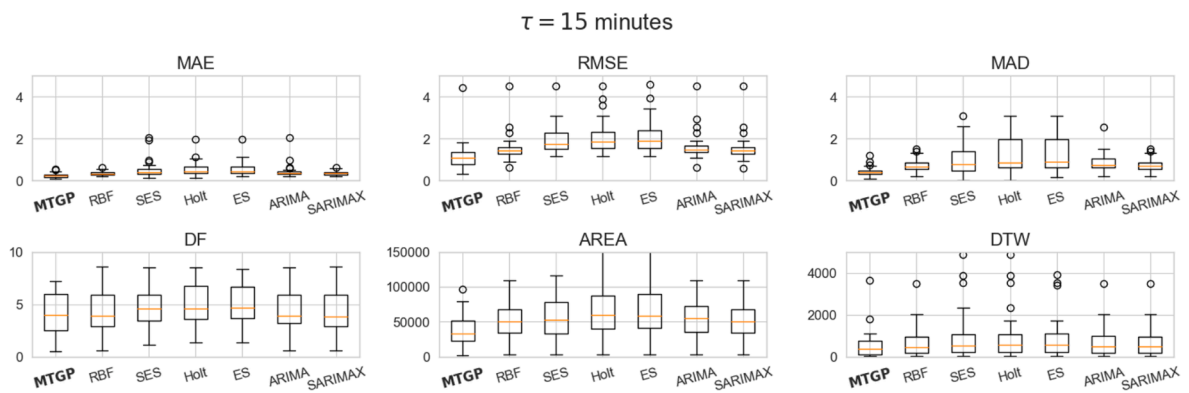 τ = 15 minutes
MAE
RMSE
MAD
4
2
0
MTGP RBF SES Holt ES ARIMA SARIMAX
4
2
0
MTGP RBF SES Holt ES ARIMA SARIMAX
4
2
0
MTGP RBF SES Holt ES ARIMA SARIMAX
DF
AREA
DTW
10
5
0
MTGP RBF SES Holt ES ARIMA SARIMAX
150000
100000
50000
0
MTGP RBF SES Holt ES ARIMA SARIMAX
4000
2000
0
MTGP RBF SES Holt ES ARIMA SARIMAX